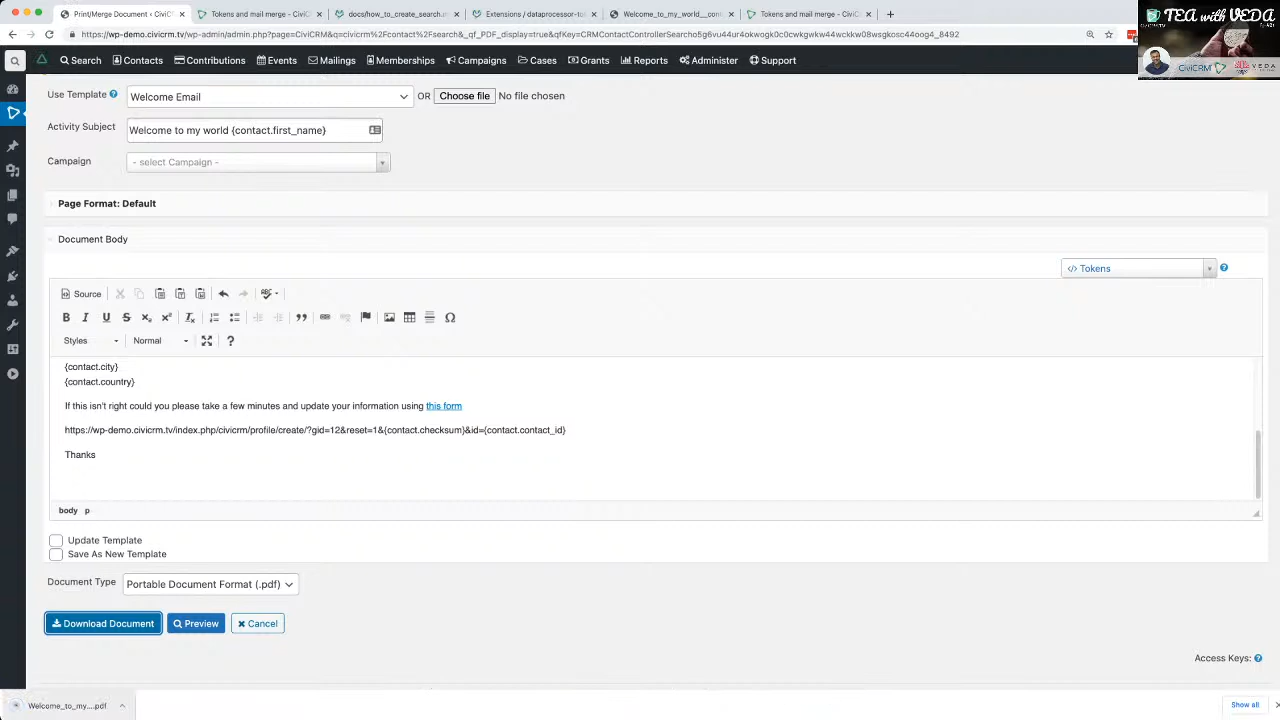 Print/Merge Document ‹ CiviC
Tokens and mail merge - CiviC
docs/how_to_create_search.m
Extensions / dataprocessor-to
Welcome_to_my_world__con
Tokens and mail merge - CiviC
https://wp-demo.civicrm.tv/wp-admin/admin.php?page=CiviCRM&q=civicrm%2Fcontact%2Fsearch&_qf_PDF_display=true&qfKey=CRMContactControllerSearcho5g6vu44ur4okwogk0c0cwkgwkw44wckkw08wsgkosc44oog4_8492
TEA with VEDA
CiviCRM
VEDA
Search
Contacts
Contributions
Events
Mailings
Memberships
Campaigns
Cases
Grants
Reports
Administer
Support
Use Template
Welcome Email
OR
Choose file
No file chosen
Activity Subject
Welcome to my world {contact.first_name}
Campaign
- select Campaign -
Page Format: Default
Document Body
Tokens
Source
Styles
Normal
{contact.city}
{contact.country}
If this isn't right could you please take a few minutes and update your information using this form
https://wp-demo.civicrm.tv/index.php/civicrm/profile/create/?gid=12&reset=1&{contact.checksum}&id={contact.contact_id}
Thanks
body p
Update Template
Save As New Template
Document Type
Portable Document Format (.pdf)
Download Document
Preview
Cancel
Access Keys:
Welcome_to_my....pdf
Show all